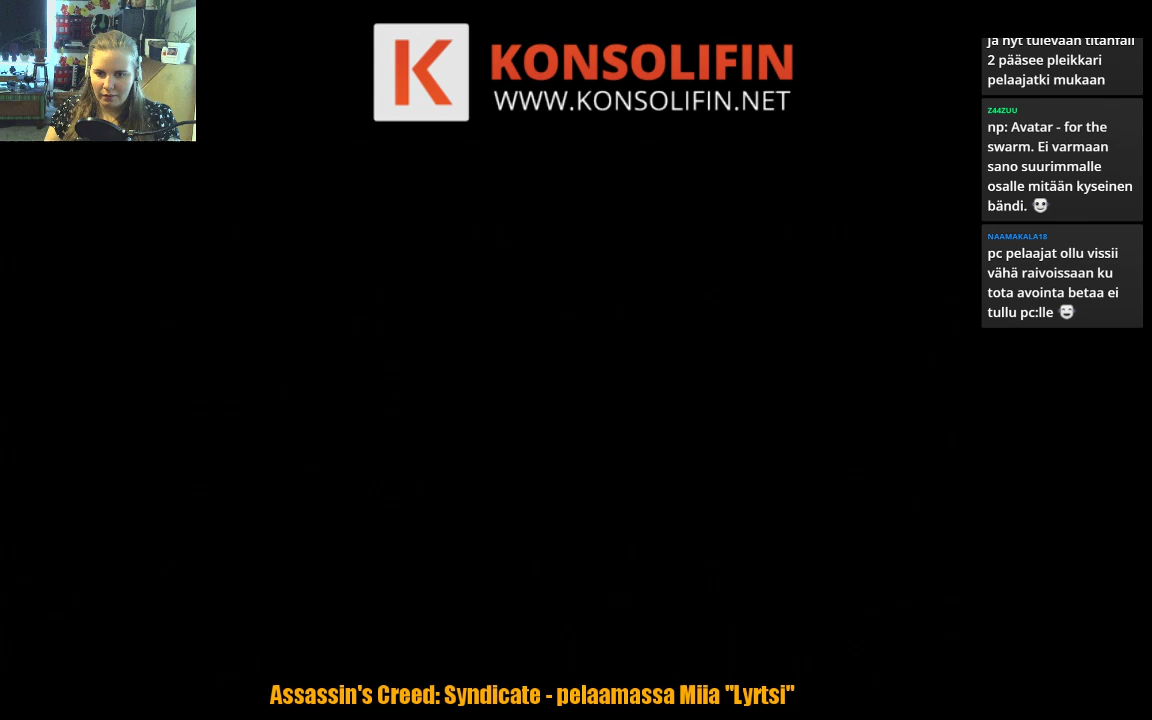 K KONSOLIFIN
WWW.KONSOLIFIN.NET
ja nyt tulevaan titanfall
2 pääsee pleikkari
pelaajatki mukaan
Z44ZUU
np: Avatar - for the
swarm. Ei varmaan
sano suurimmalle
osalle mitään kyseinen
bändi.
NAAMAKALA18
pc pelaajat ollu vissii
vähä raivoissaan ku
tota avointa betaa ei
tullu pc:lle
Assassin's Creed: Syndicate - pelaamassa Miia "Lyrtsi"